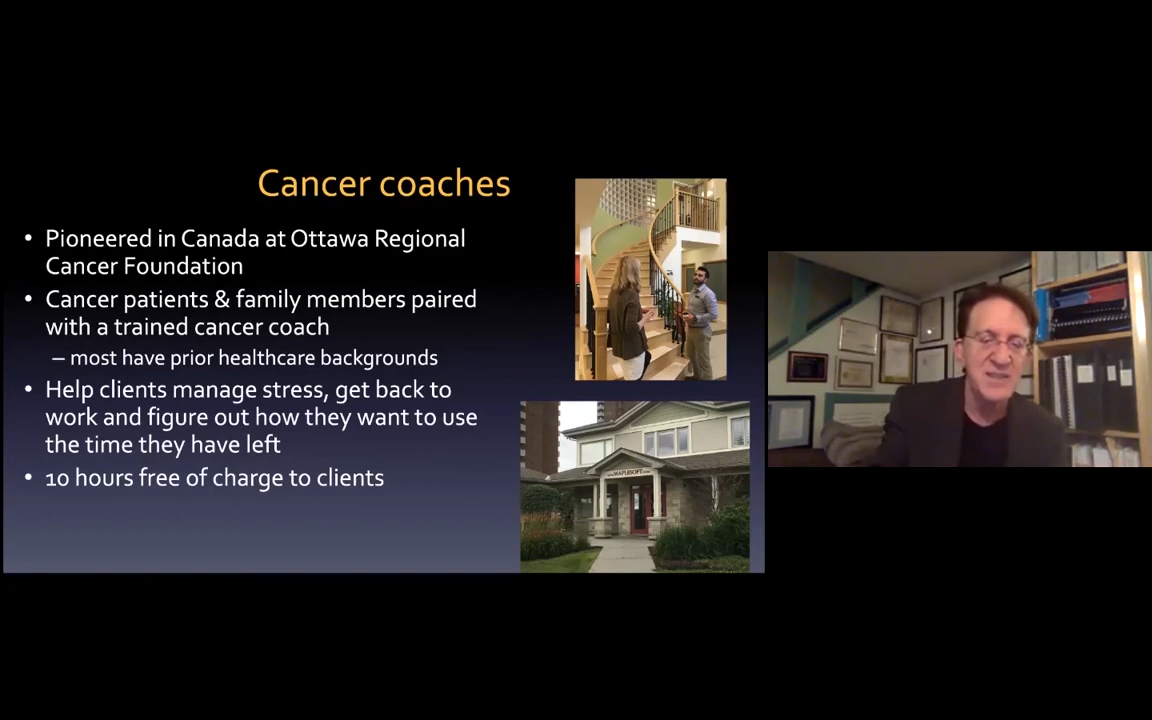 Cancer coaches
• Pioneered in Canada at Ottawa Regional
Cancer Foundation
• Cancer patients & family members paired
with a trained cancer coach
– most have prior healthcare backgrounds
• Help clients manage stress, get back to
work and figure out how they want to use
the time they have left
• 10 hours free of charge to clients
MAPLESOFT